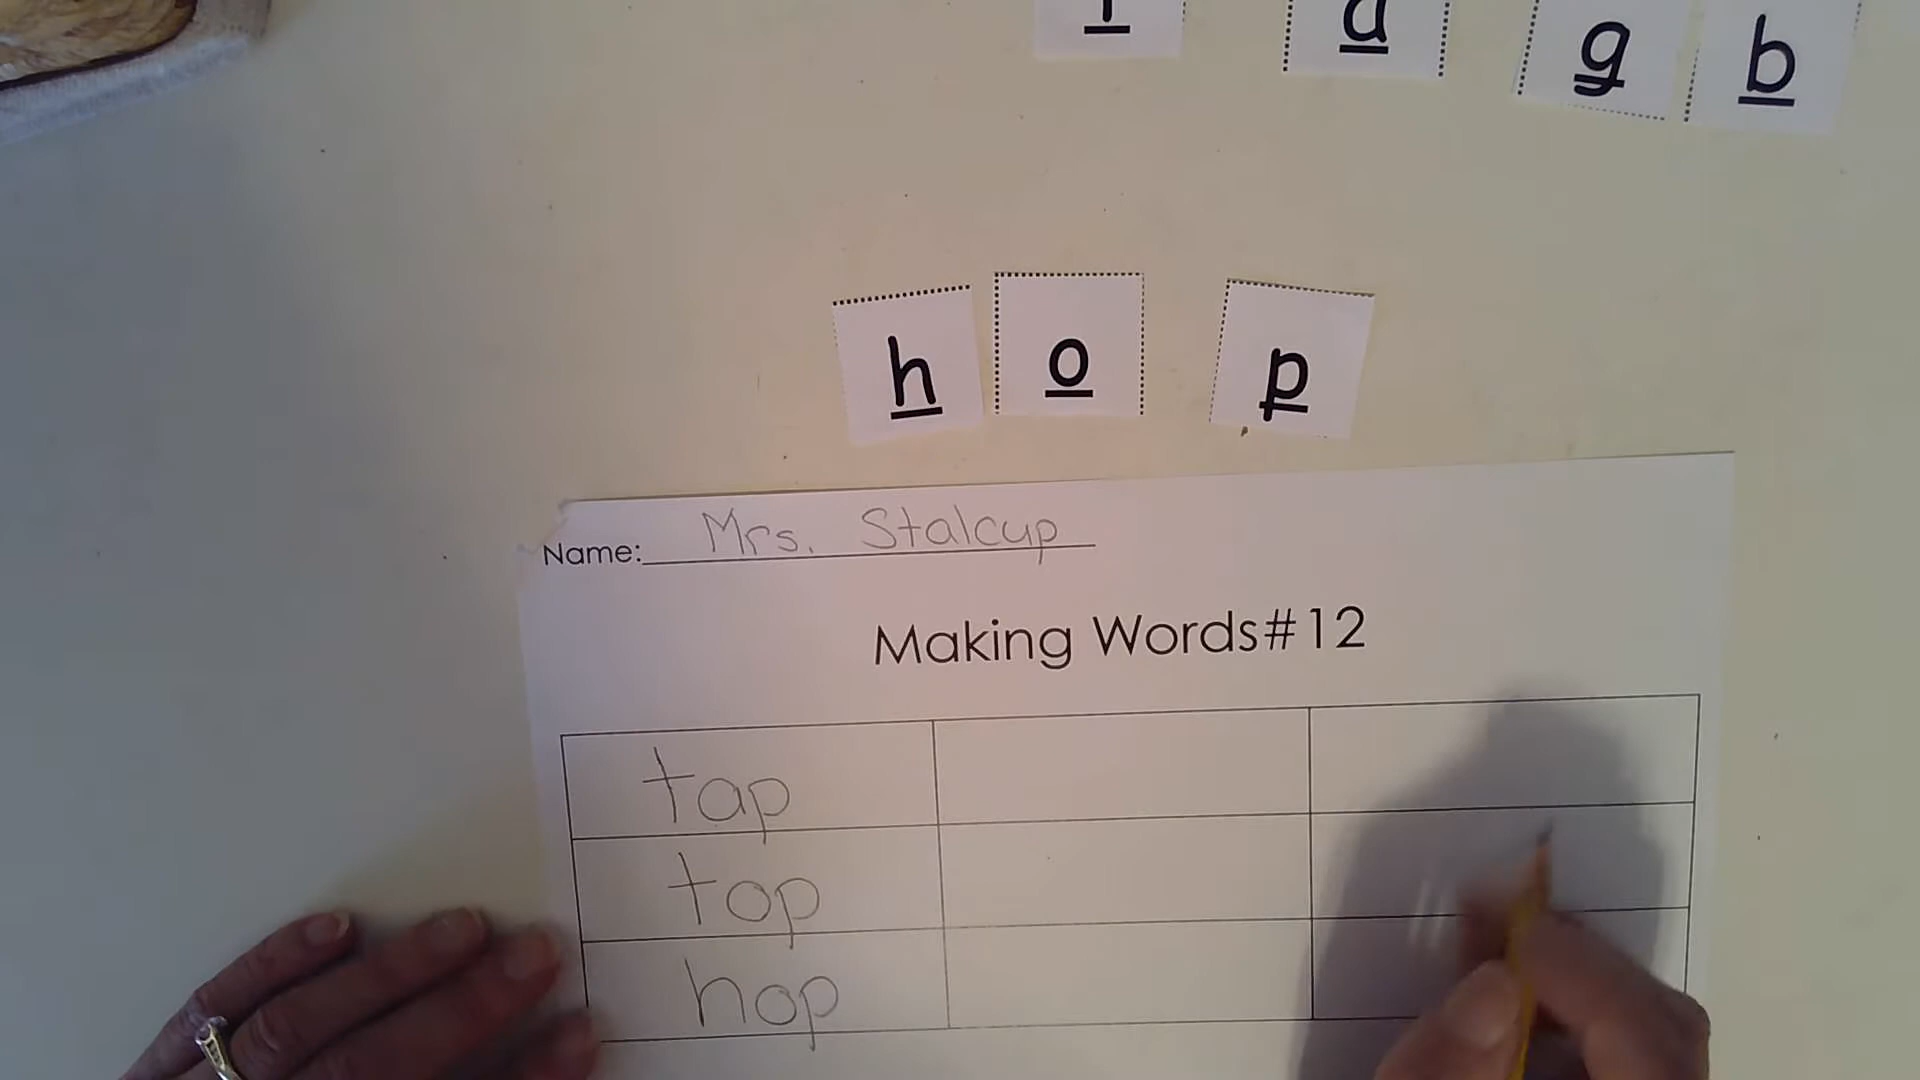 a g b
h o p
Name: Mrs. Stalcup
Making Words#12
tap
top
hop